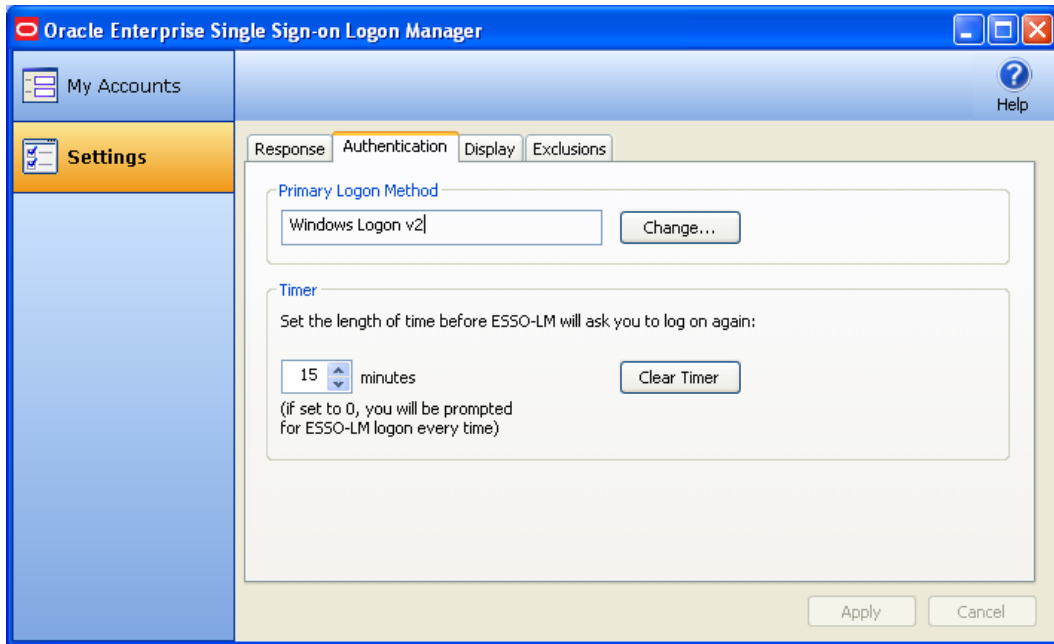 Oracle Enterprise Single Sign-on Logon Manager
My Accounts
Help
Settings
Response Authentication Display Exclusions
Primary Logon Method
Windows Logon v2
Change...
Timer
Set the length of time before ESSO-LM will ask you to log on again:
15 minutes
Clear Timer
(if set to 0, you will be prompted
for ESSO-LM logon every time)
Apply Cancel